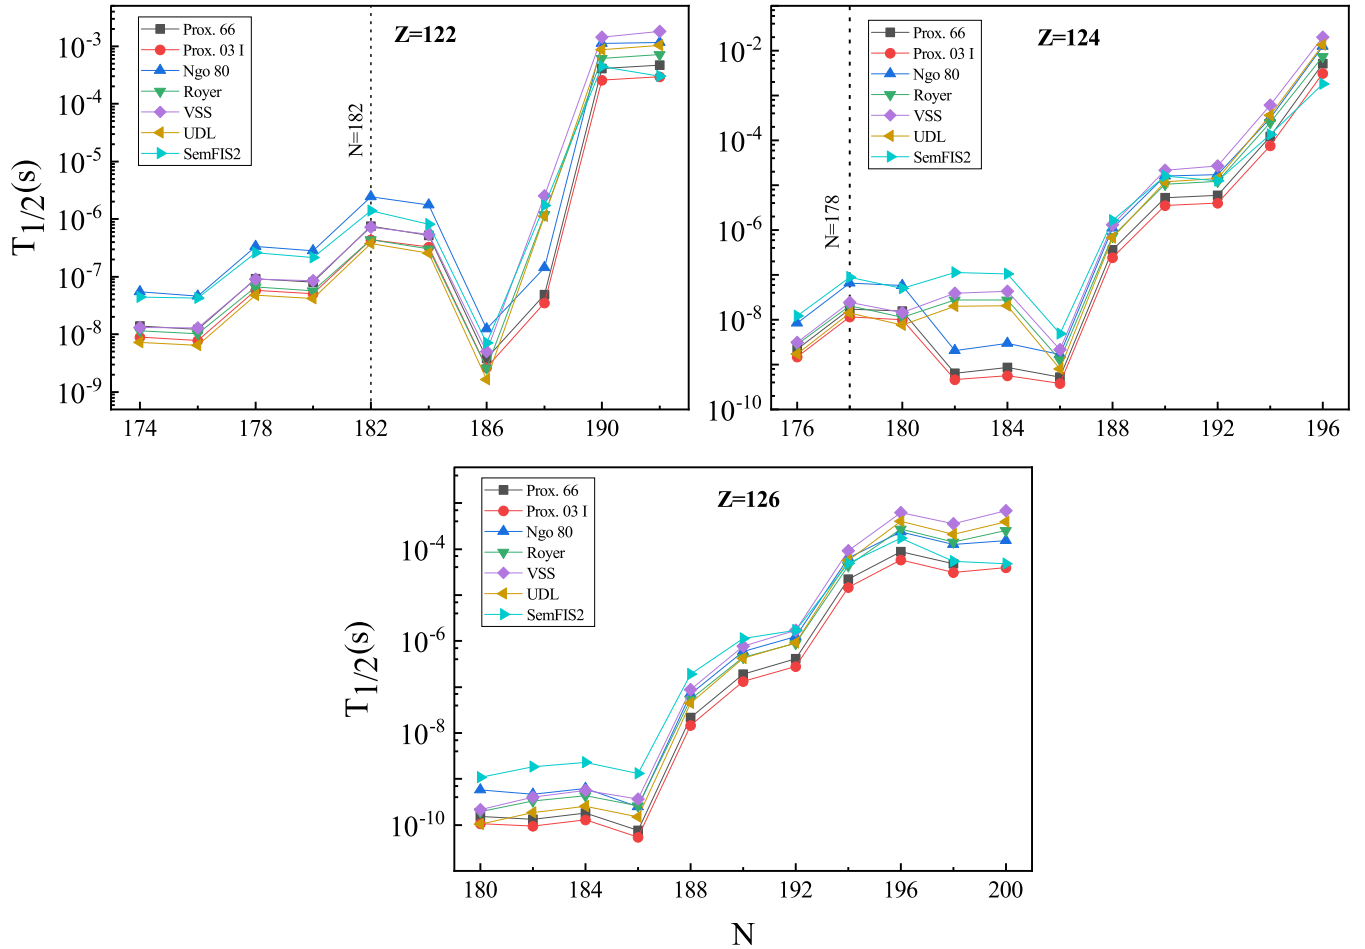 Z=122
Prox. 66
Prox. 03 I
Ngo 80
Royer
VSS
UDL
SemFIS2
N=182
T1/2(s)
10-3
10-4
10-5
10-6
10-7
10-8
10-9
174 178 182 186 190
Z=124
Prox. 66
Prox. 03 I
Ngo 80
Royer
VSS
UDL
SemFIS2
N=178
10-2
10-4
10-6
10-8
10-10
176 180 184 188 192 196
Z=126
Prox. 66
Prox. 03 I
Ngo 80
Royer
VSS
UDL
SemFIS2
T1/2(s)
10-4
10-6
10-8
10-10
180 184 188 192 196 200
N